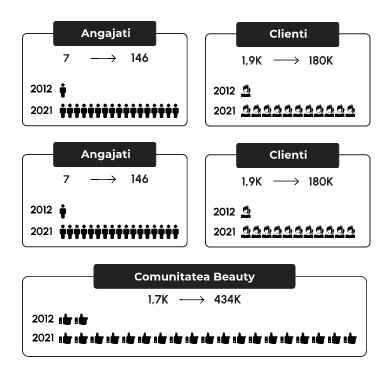 Angajati
7 → 146
2012
2021
Clienti
1,9K → 180K
2012
2021
Angajati
7 → 146
2012
2021
Clienti
1,9K → 180K
2012
2021
Comunitatea Beauty
1,7K → 434K
2012
2021